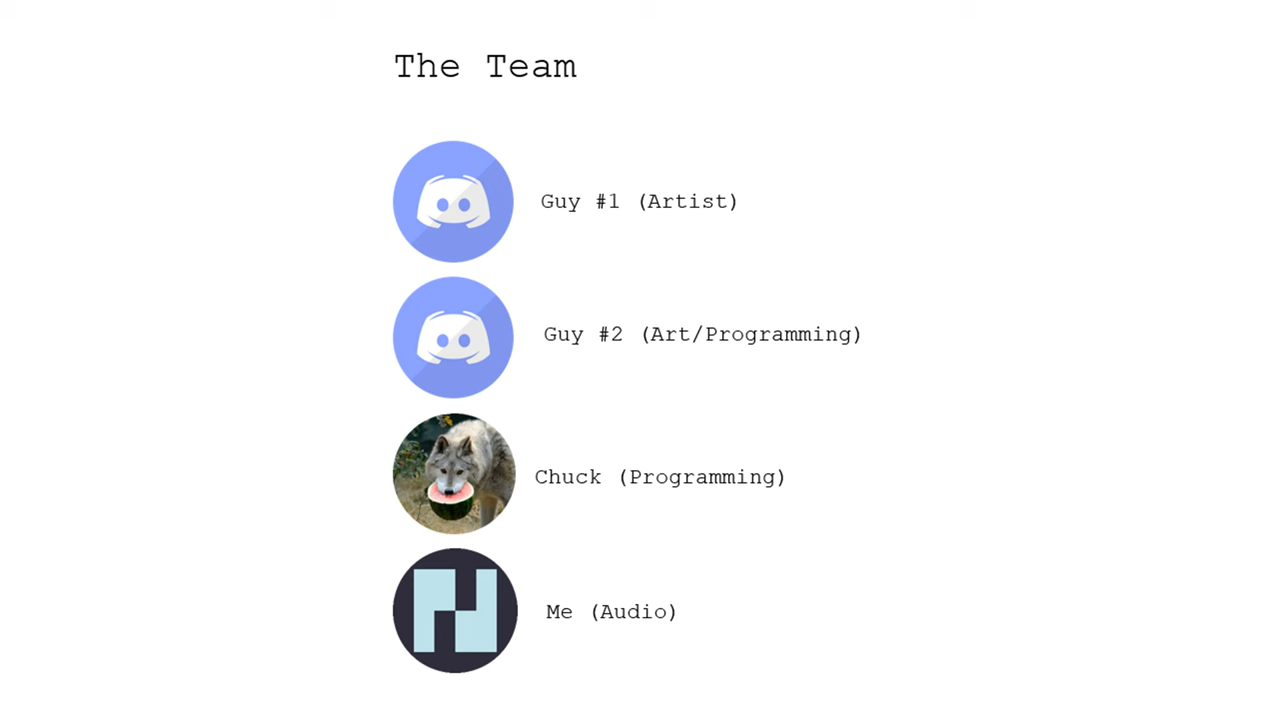 The Team
Guy #1 (Artist)
Guy #2 (Art/Programming)
Chuck (Programming)
Me (Audio)